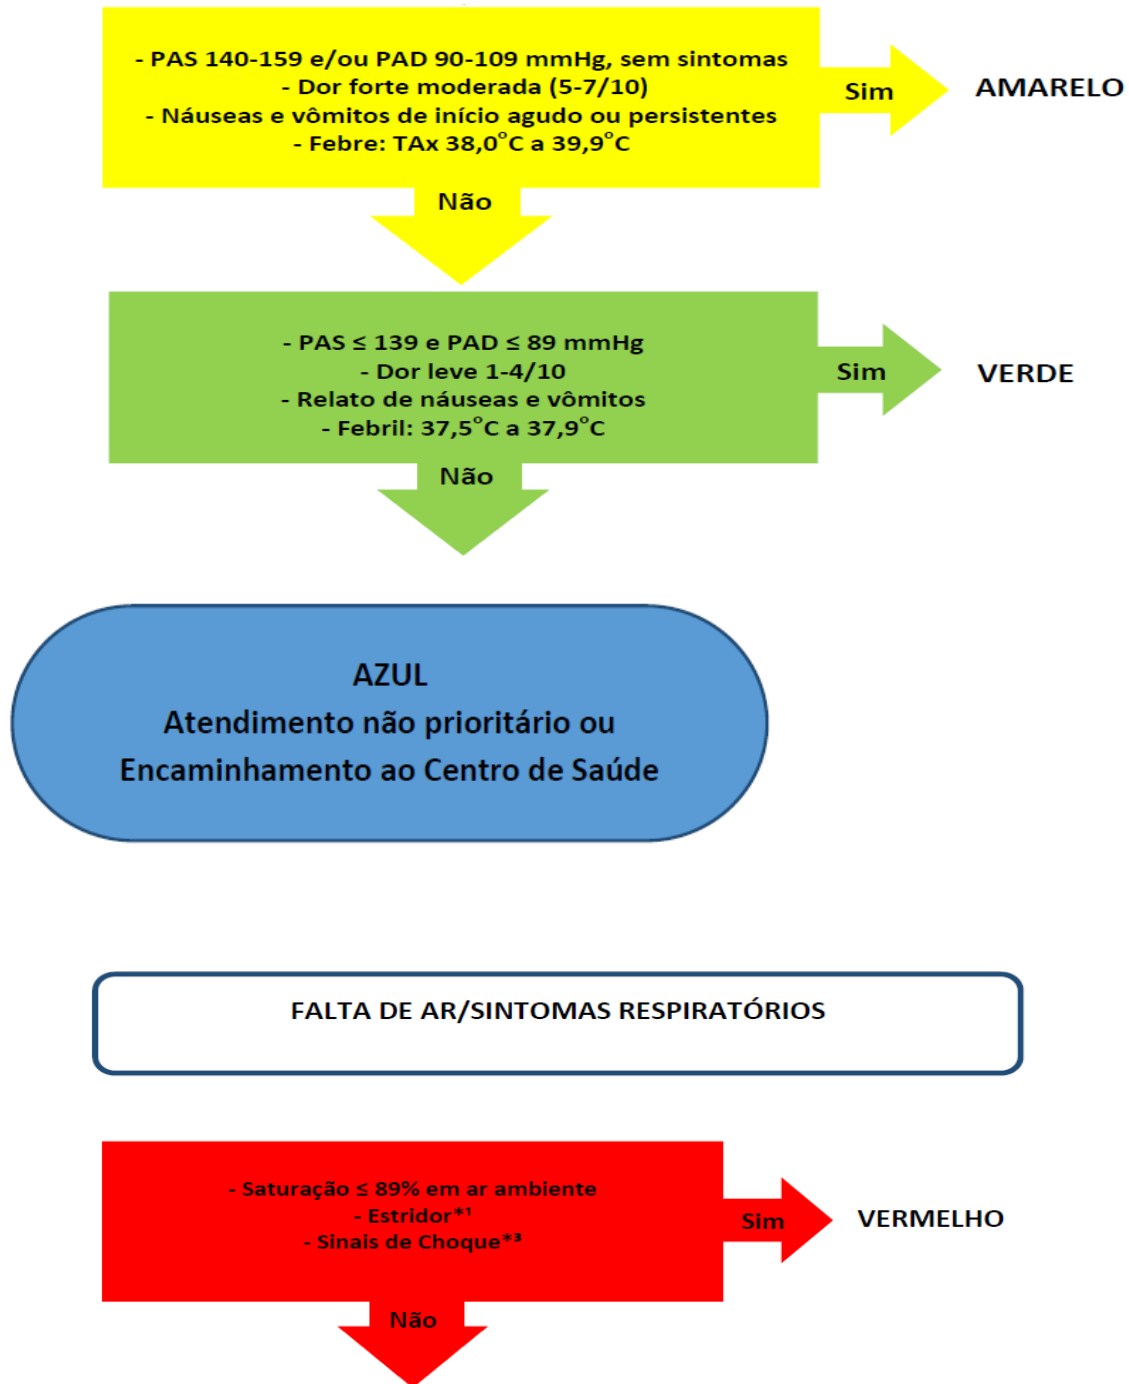 - PAS 140-159 e/ou PAD 90-109 mmHg, sem sintomas
- Dor forte moderada (5-7/10)
- Náuseas e vômitos de início agudo ou persistentes
- Febre: TAx 38,0°C a 39,9°C
Sim
AMARELO
Não
- PAS ≤ 139 e PAD ≤ 89 mmHg
- Dor leve 1-4/10
- Relato de náuseas e vômitos
- Febril: 37,5°C a 37,9°C
Sim
VERDE
Não
AZUL
Atendimento não prioritário ou
Encaminhamento ao Centro de Saúde
FALTA DE AR/SINTOMAS RESPIRATÓRIOS
- Saturação ≤ 89% em ar ambiente
- Estridor*¹
- Sinais de Choque*³
Sim
VERMELHO
Não